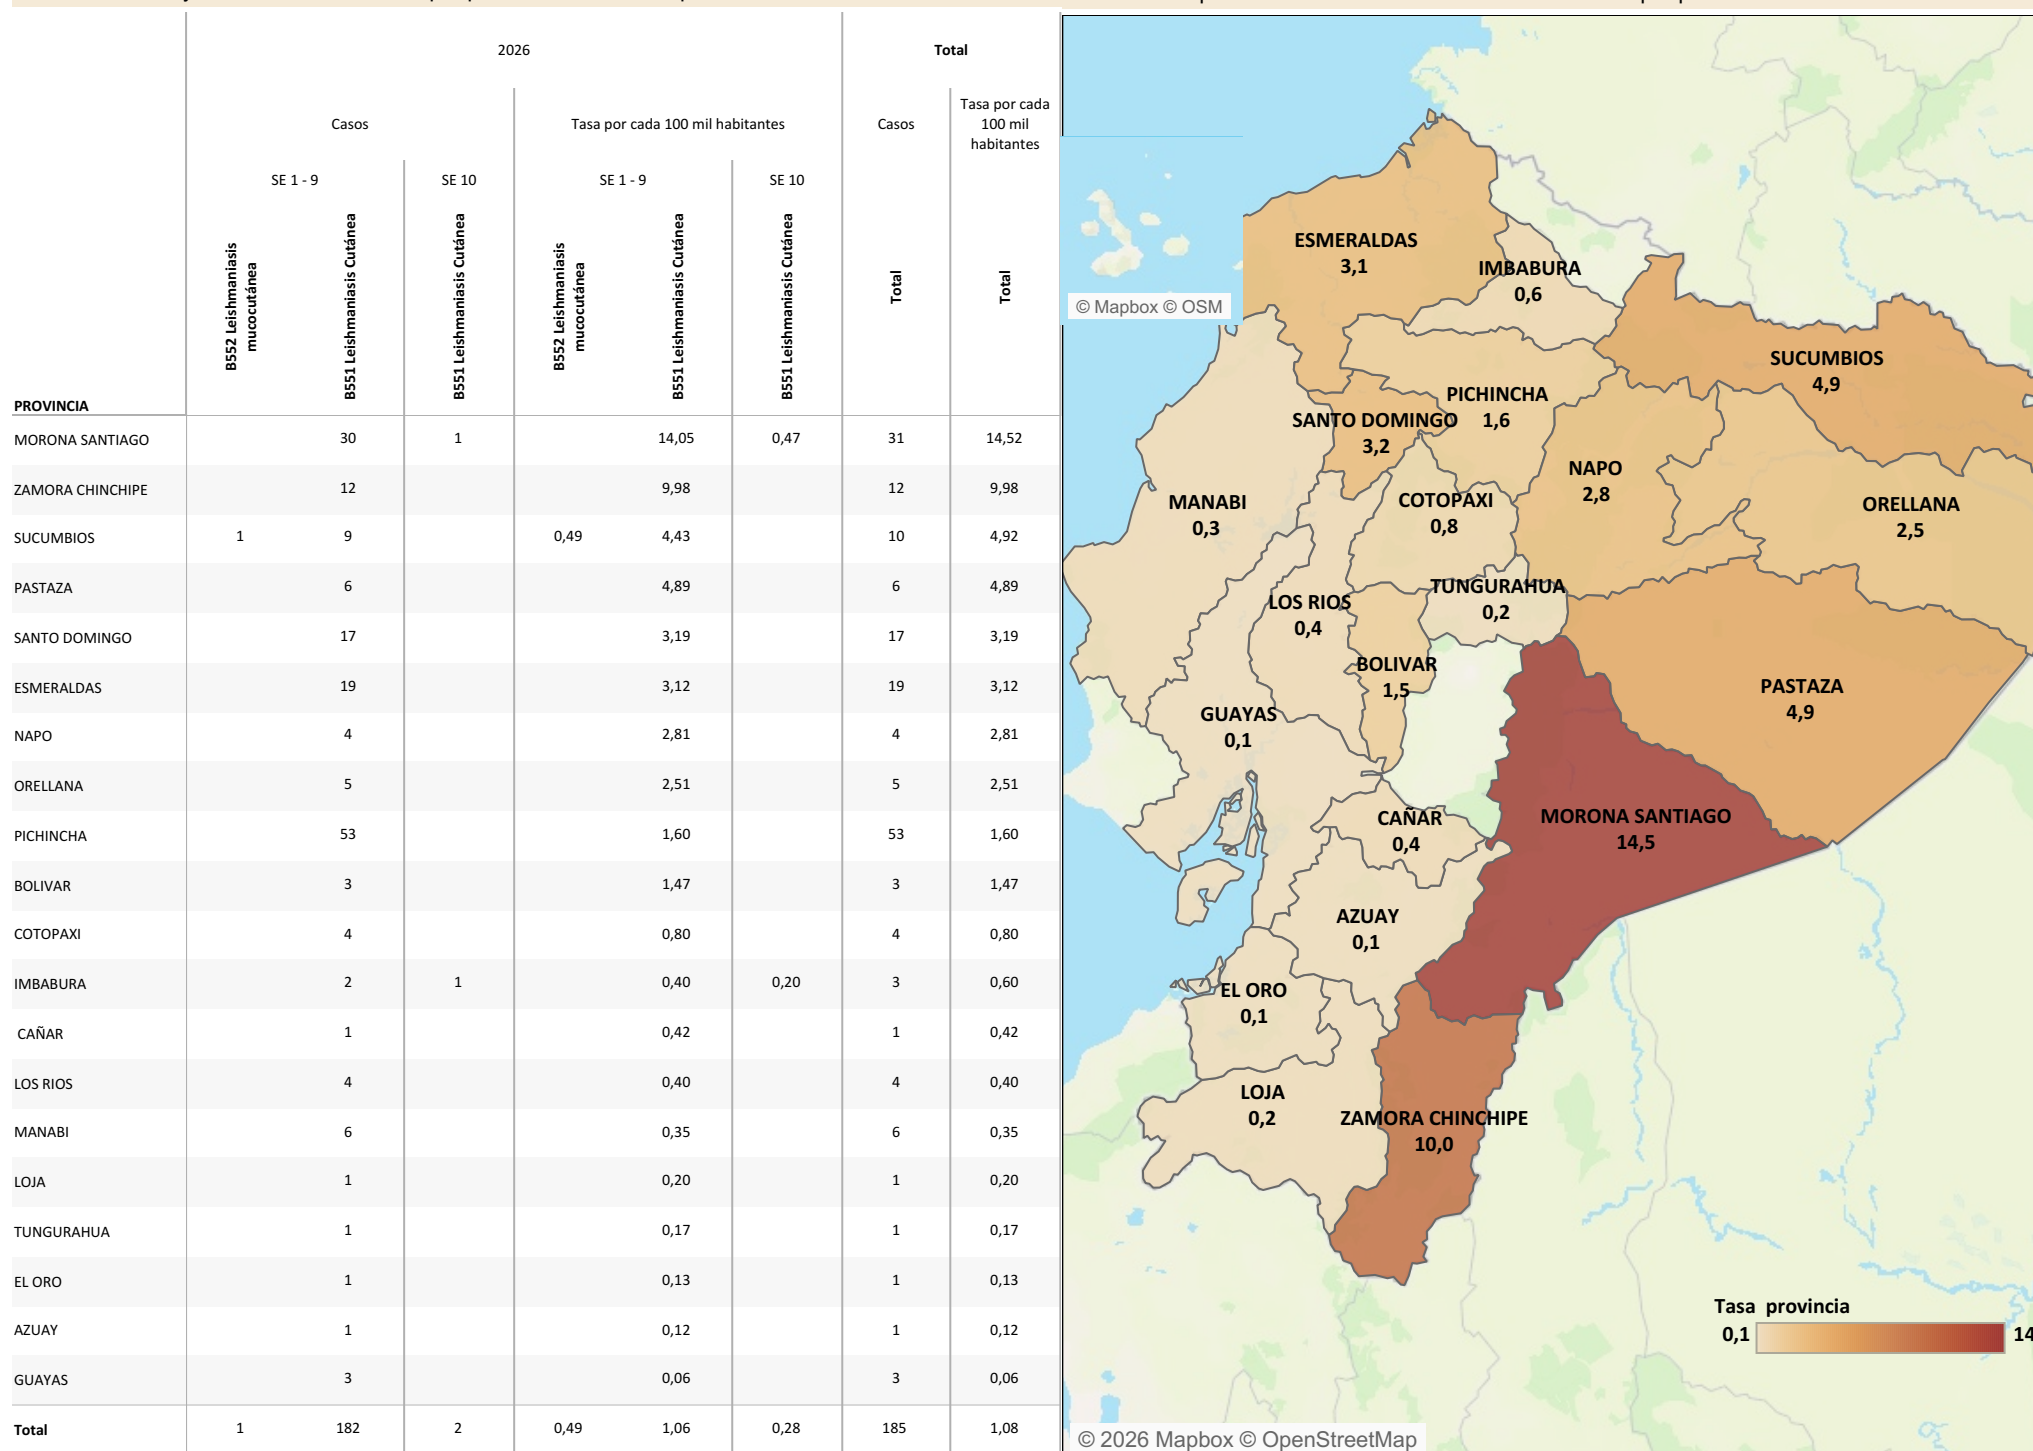 2026
Total
Casos
Tasa por cada 100 mil habitantes
Casos
Tasa por cada
100 mil
habitantes
SE 1 - 9
SE 10
SE 1 - 9
SE 10
PROVINCIA
B552 Leishmaniasis
mucocutánea
B551 Leishmaniasis Cutánea
B551 Leishmaniasis Cutánea
B552 Leishmaniasis
mucocutánea
B551 Leishmaniasis Cutánea
B551 Leishmaniasis Cutánea
Total
Total
MORONA SANTIAGO 30 1 14,05 0,47 31 14,52
ZAMORA CHINCHIPE 12 9,98 12 9,98
SUCUMBIOS 1 9 0,49 4,43 10 4,92
PASTAZA 6 4,89 6 4,89
SANTO DOMINGO 17 3,19 17 3,19
ESMERALDAS 19 3,12 19 3,12
NAPO 4 2,81 4 2,81
ORELLANA 5 2,51 5 2,51
PICHINCHA 53 1,60 53 1,60
BOLIVAR 3 1,47 3 1,47
COTOPAXI 4 0,80 4 0,80
IMBABURA 2 1 0,40 0,20 3 0,60
CAÑAR 1 0,42 1 0,42
LOS RIOS 4 0,40 4 0,40
MANABI 6 0,35 6 0,35
LOJA 1 0,20 1 0,20
TUNGURAHUA 1 0,17 1 0,17
EL ORO 1 0,13 1 0,13
AZUAY 1 0,12 1 0,12
GUAYAS 3 0,06 3 0,06
Total 1 182 2 0,49 1,06 0,28 185 1,08
ESMERALDAS
3,1
IMBABURA
0,6
© Mapbox © OSM
SUCUMBIOS
4,9
PICHINCHA
1,6
SANTO DOMINGO
3,2
NAPO
2,8
MANABI
0,3
COTOPAXI
0,8
ORELLANA
2,5
TUNGURAHUA
0,2
LOS RIOS
0,4
BOLIVAR
1,5
PASTAZA
4,9
GUAYAS
0,1
CAÑAR
0,4
MORONA SANTIAGO
14,5
AZUAY
0,1
EL ORO
0,1
LOJA
0,2
ZAMORA CHINCHIPE
10,0
Tasa provincia
0,1
14
© 2026 Mapbox © OpenStreetMap